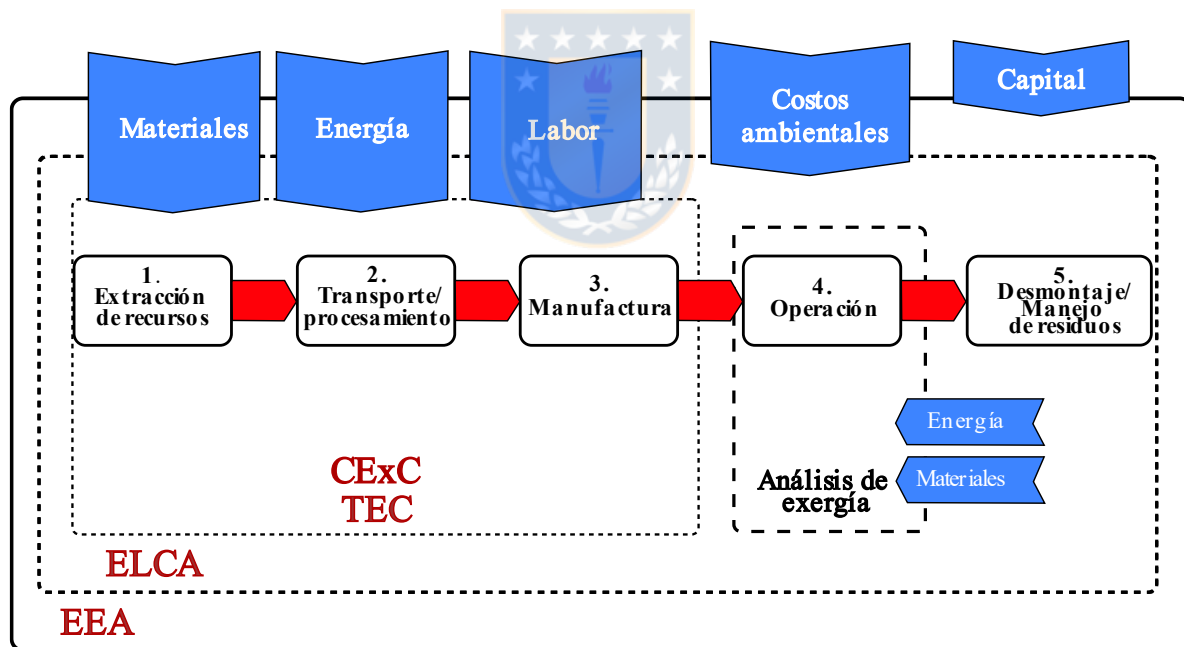 Materiales
Energía
Labor
Costos
ambientales
Capital
1.
Extracción
de recursos
2.
Transporte/
procesamiento
3.
Manufactura
4.
Operación
5.
Desmontaje/
Manejo
de residuos
Energía
Materiales
Análisis de
exergía
CExC
TEC
ELCA
EEA